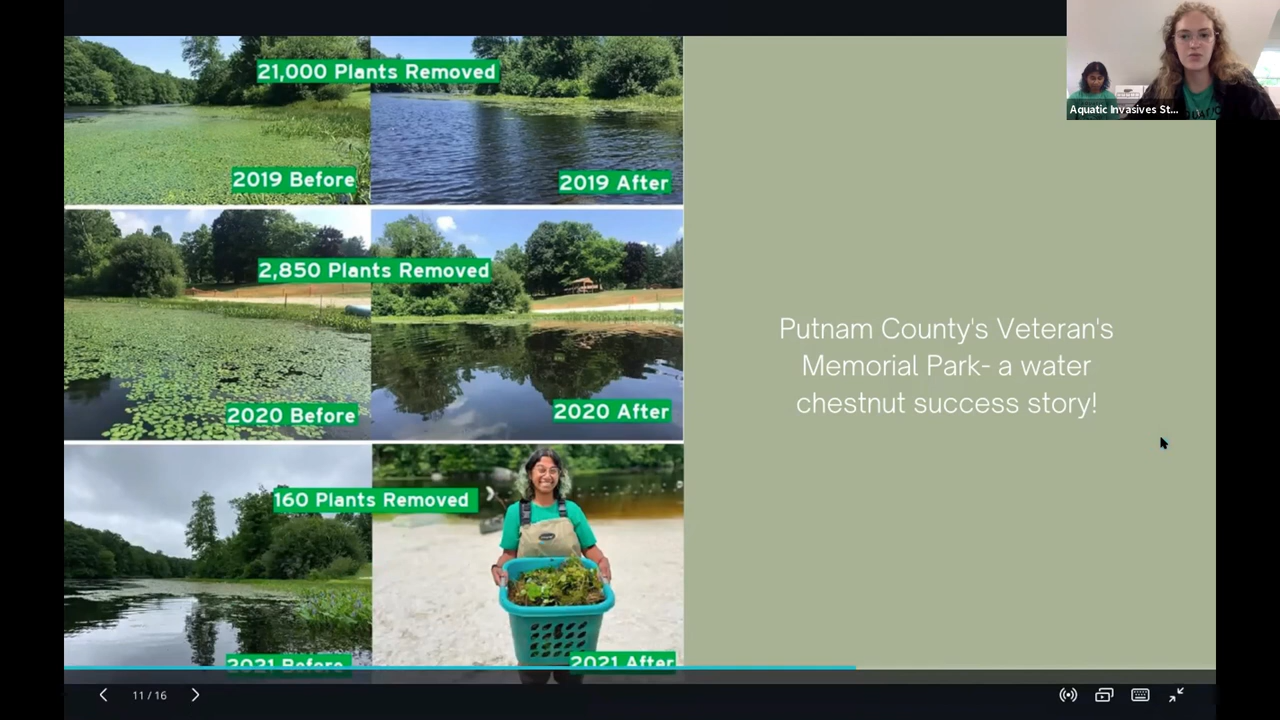 21,000 Plants Removed
2019 Before
2019 After
2,850 Plants Removed
2020 Before
2020 After
160 Plants Removed
2021 Before
2021 After
Putnam County's Veteran's
Memorial Park- a water
chestnut success story!
Aquatic Invasives St...
11 / 16